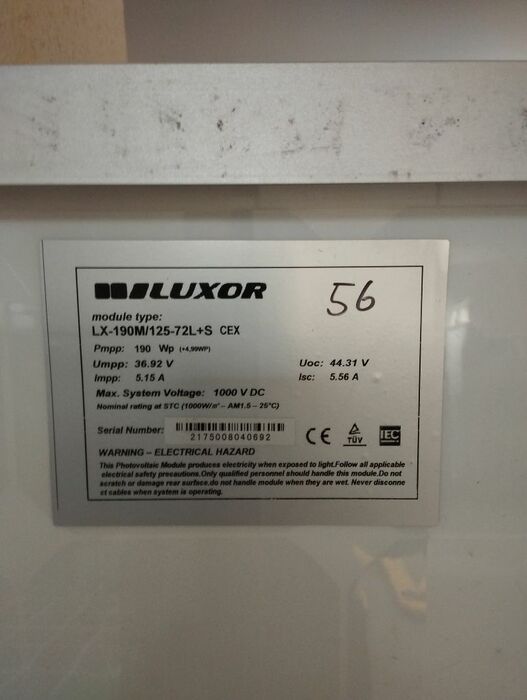 LUXOR
56
module type:
LX-190M/125-72L+S CEX
Pmpp: 190 Wp (+4,99WP)
Umpp: 36.92 V Uoc: 44.31 V
Impp: 5.15 A Isc: 5.56 A
Max. System Voltage: 1000 V DC
Nominal rating at STC (1000W/㎡ - AM1.5 - 25°C)
Serial Number:
2175008040692
CE
TÜV
IEC
WARNING – ELECTRICAL HAZARD
This Photovoltaic Module produces electricity when exposed to light.Follow all applicable
electrical safety precautions.Only qualified personnel should handle this module.Do not
scratch or damage rear surface.do not handle module when they are wet. Never disconne
ct cables when system is operating.